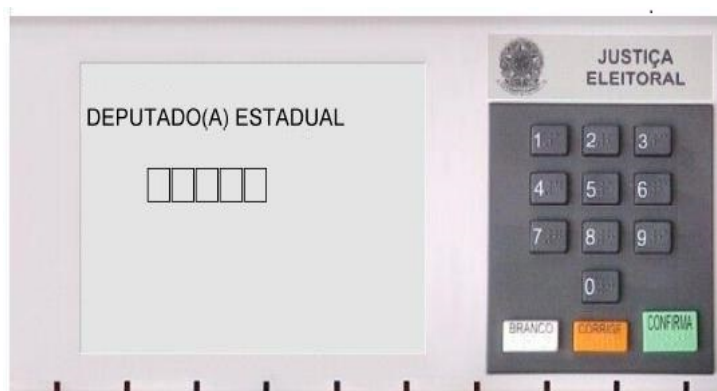 DEPUTADO(A) ESTADUAL
JUSTIÇA
ELEITORAL
1 2 3
4 5 6
7 8 9
0
BRANCO CORRIGE CONFIRMA